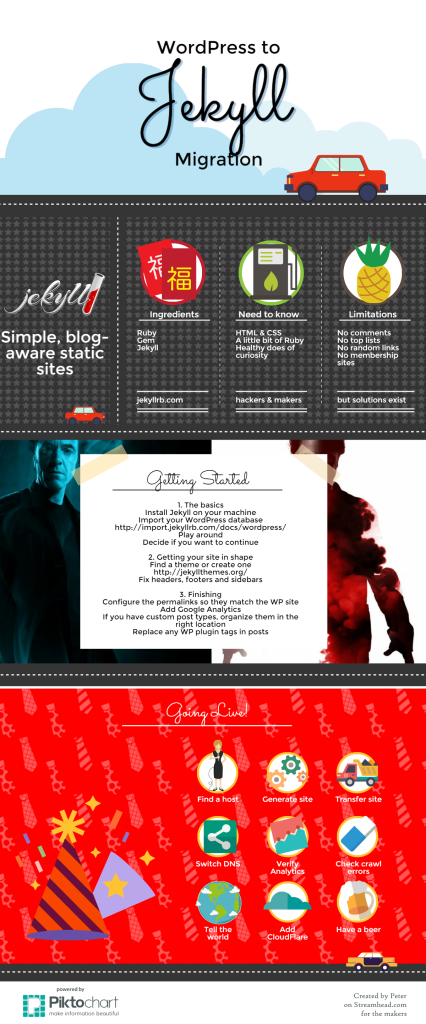 WordPress to
Jekyll
Migration
jekyll
Simple, blog-
aware static
sites
福
福
Ingredients
Ruby
Gem
Jekyll
jekyllrb.com
Need to know
HTML & CSS
A little bit of Ruby
Healthy does of
curiosity
hackers & makers
Limitations
No comments
No top lists
No random links
No membership
sites
but solutions exist
Getting Started
1. The basics
Install Jekyll on your machine
Import your WordPress database
http://import.jekyllrb.com/docs/wordpress/
Play around
Decide if you want to continue
2. Getting your site in shape
Find a theme or create one
http://jekyllthemes.org/
Fix headers, footers and sidebars
3. Finishing
Configure the permalinks so they match the WP site
Add Google Analytics
If you have custom post types, organize them in the
right location
Replace any WP plugin tags in posts
Going Live!
Find a host
Generate site
Transfer site
Switch DNS
Verify
Analytics
Check crawl
errors
Tell the
world
Add
CloudFlare
Have a beer
powered by
Piktochart
make information beautiful
Created by Peter
on Streamhead.com
for the makers